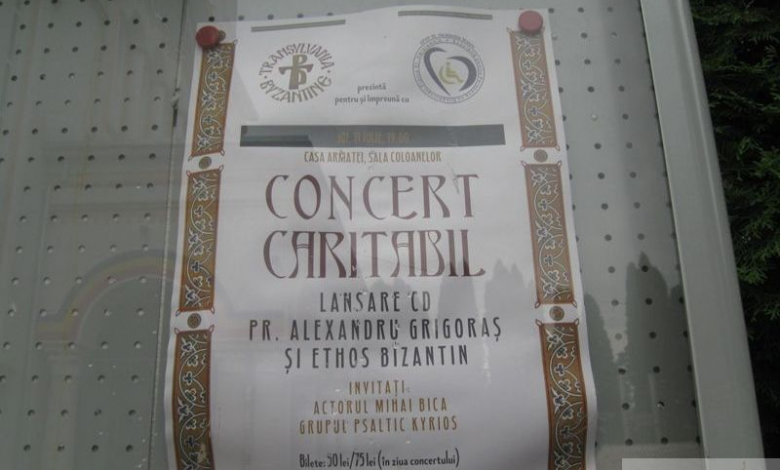 TRANSYLVANIA
BYZANTINE
prezintă
pentru și împreună cu
CASA ARMATEI, SALA COLOANELOR
CONCERT
CARITABIL
LANSARE CD
PR. ALEXANDRU GRIGORAȘ
ȘI ETHOS BIZANTIN
INVITAȚI:
ACTORUL MIHAI BICA
GRUPUL PSALTIC KYRIOS
Bilete: 50 lei/75 lei (în ziua concertului)